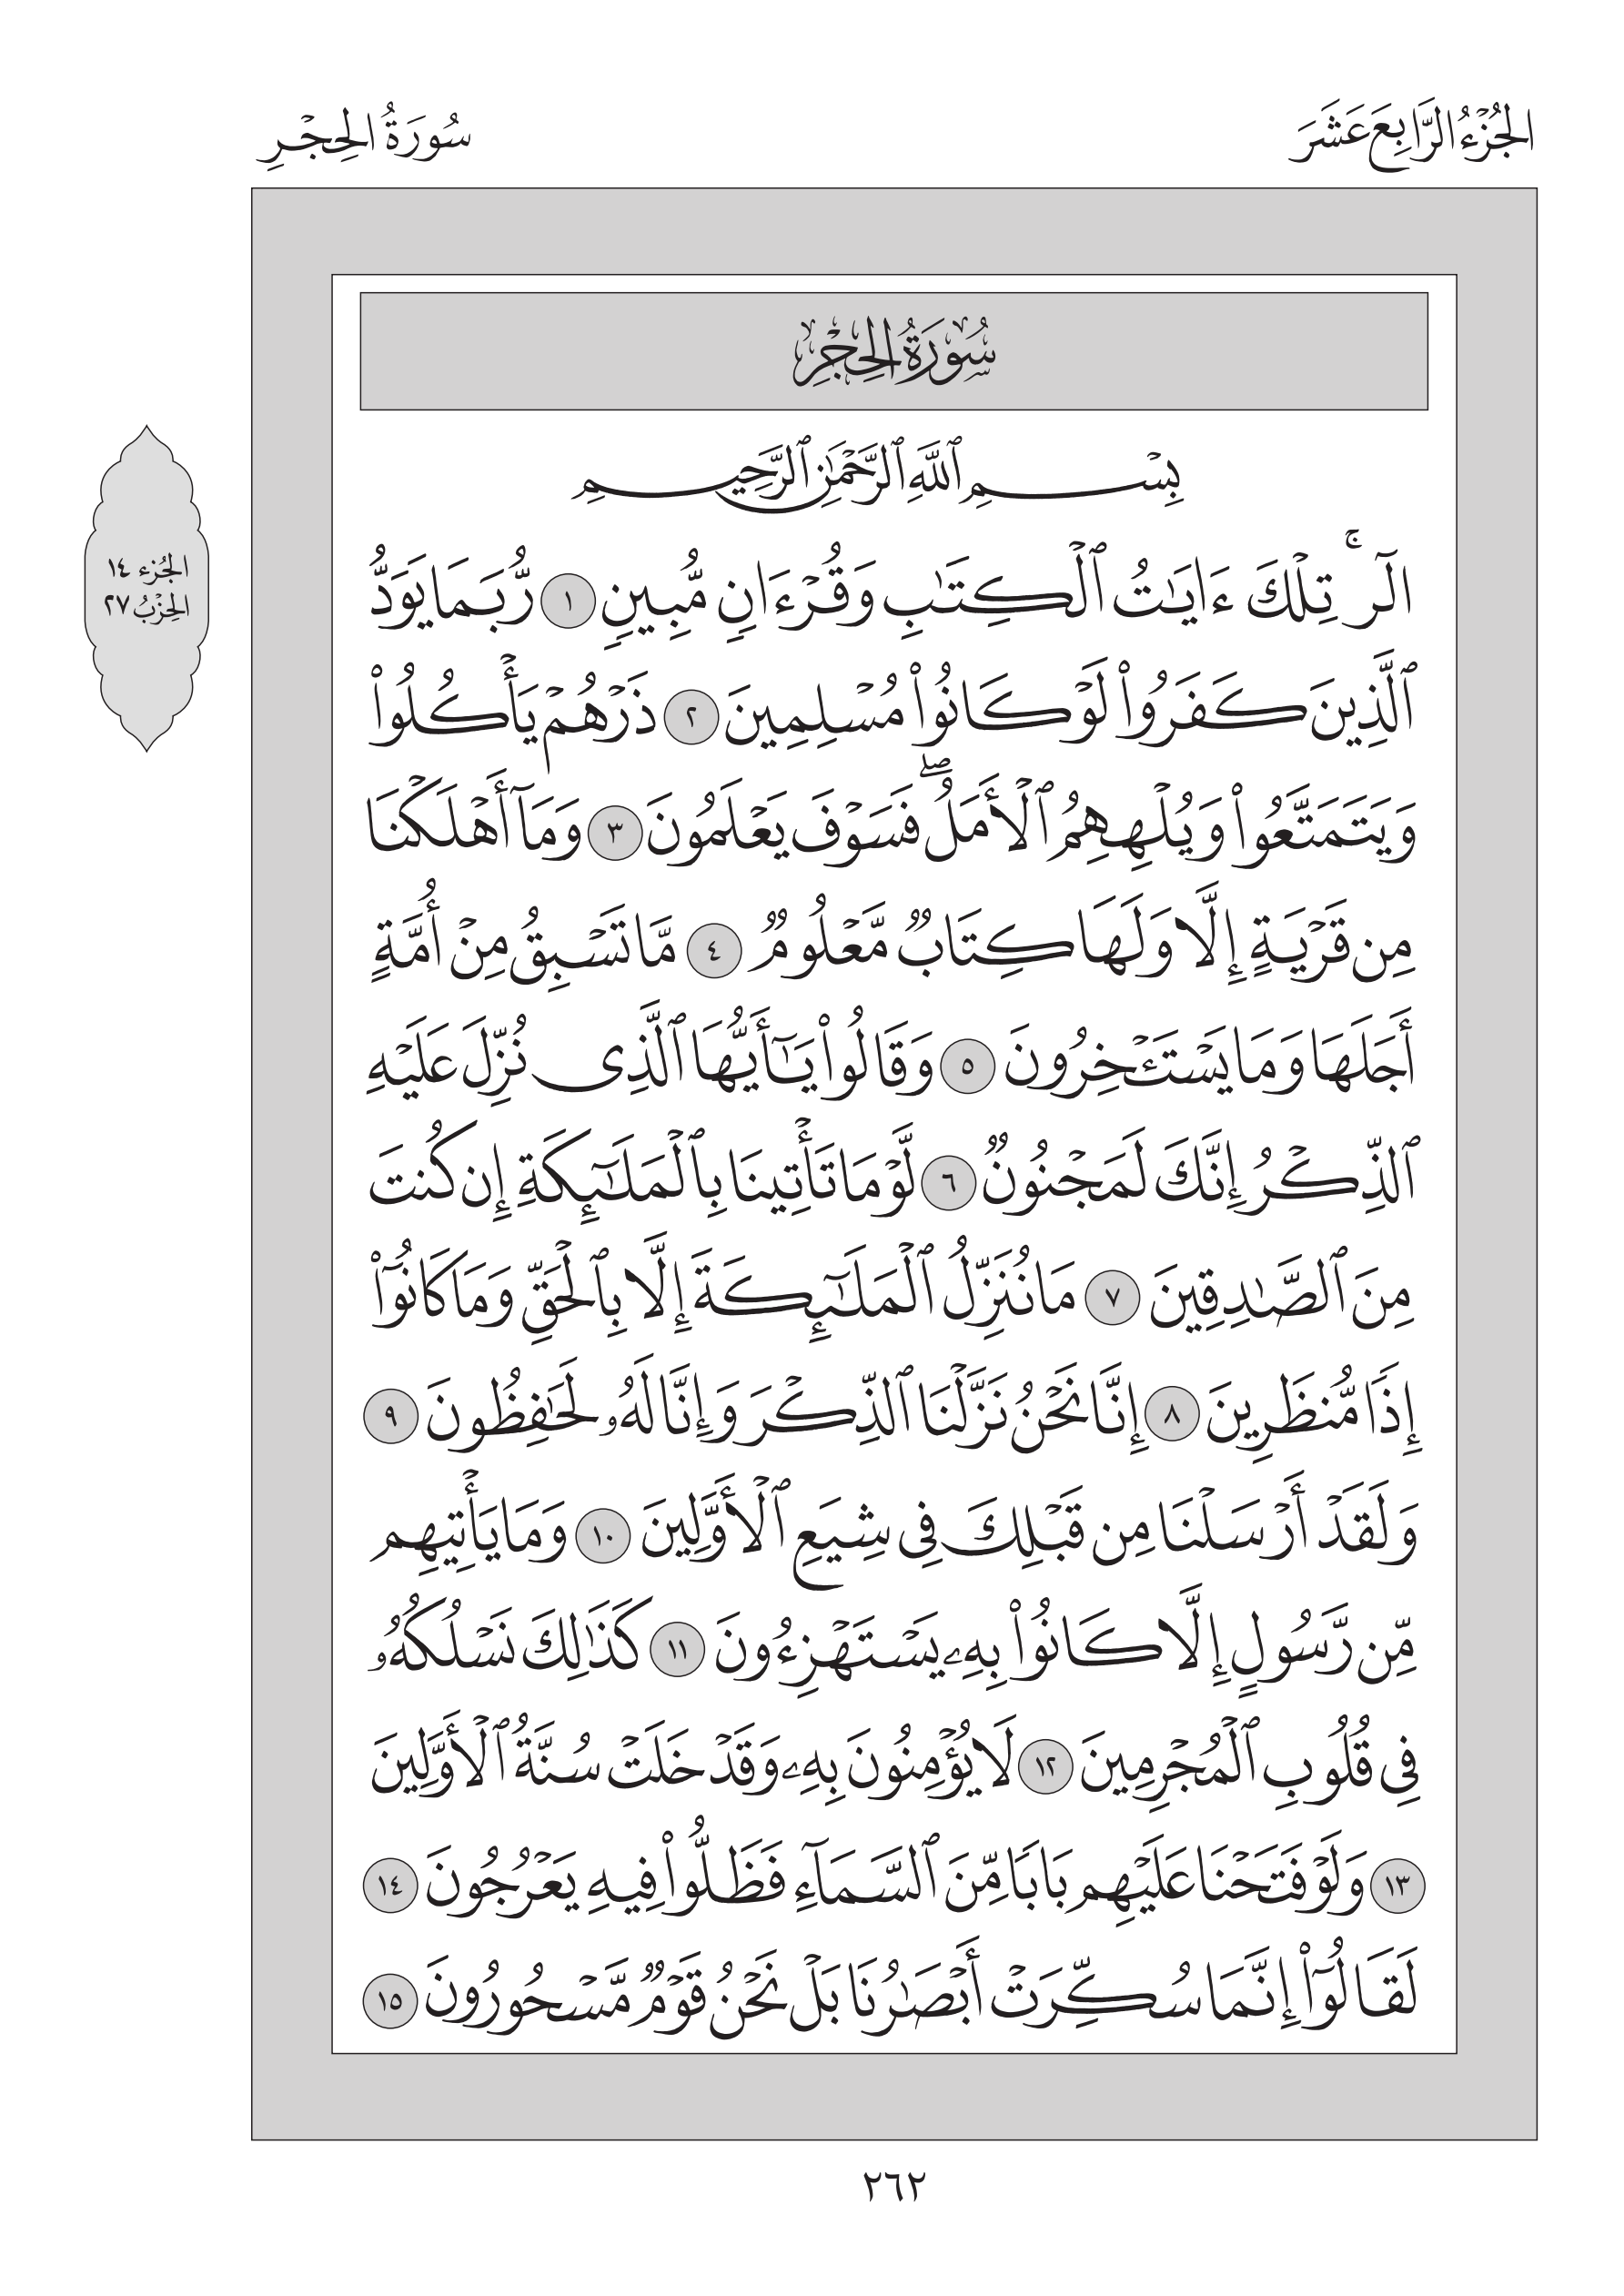 الجُزْءُ الرَّابِعَ عَشَرَ
سُورَةُ الحِجْرِ
سُورَةُ الحِجْرِ
بِسْمِ ٱللَّهِ ٱلرَّحْمَٰنِ ٱلرَّحِيمِ
الٓرۚ تِلْكَ ءَايَٰتُ ٱلْكِتَٰبِ وَقُرْءَانٍ مُّبِينٍ ١ رُّبَمَا يَوَدُّ
ٱلَّذِينَ كَفَرُوا۟ لَوْ كَانُوا۟ مُسْلِمِينَ ٢ ذَرْهُمْ يَأْكُلُوا۟
وَيَتَمَتَّعُوا۟ وَيُلْهِهِمُ ٱلْأَمَلُۖ فَسَوْفَ يَعْلَمُونَ ٣ وَمَآ أَهْلَكْنَا
مِن قَرْيَةٍ إِلَّا وَلَهَا كِتَابٌ مَّعْلُومٌ ٤ مَّا تَسْبِقُ مِنْ أُمَّةٍ
أَجَلَهَا وَمَا يَسْتَـْٔخِرُونَ ٥ وَقَالُوا۟ يَٰٓأَيُّهَا ٱلَّذِى نُزِّلَ عَلَيْهِ
ٱلذِّكْرُ إِنَّكَ لَمَجْنُونٌ ٦ لَّوْ مَا تَأْتِينَا بِٱلْمَلَٰٓئِكَةِ إِن كُنتَ
مِنَ ٱلصَّٰدِقِينَ ٧ مَا نُنَزِّلُ ٱلْمَلَٰٓئِكَةَ إِلَّا بِٱلْحَقِّ وَمَا كَانُوٓا۟
إِذًا مُّنظَرِينَ ٨ إِنَّا نَحْنُ نَزَّلْنَا ٱلذِّكْرَ وَإِنَّا لَهُۥ لَحَٰفِظُونَ ٩
وَلَقَدْ أَرْسَلْنَا مِن قَبْلِكَ فِى شِيَعِ ٱلْأَوَّلِينَ ١٠ وَمَا يَأْتِيهِم
مِّن رَّسُولٍ إِلَّا كَانُوا۟ بِهِۦ يَسْتَهْزِءُونَ ١١ كَذَٰلِكَ نَسْلُكُهُۥ
فِى قُلُوبِ ٱلْمُجْرِمِينَ ١٢ لَا يُؤْمِنُونَ بِهِۦ وَقَدْ خَلَتْ سُنَّةُ ٱلْأَوَّلِينَ
١٣ وَلَوْ فَتَحْنَا عَلَيْهِم بَابًا مِّنَ ٱلسَّمَآءِ فَظَلُّوا۟ فِيهِ يَعْرُجُونَ ١٤
لَقَالُوٓا۟ إِنَّمَا سُكِّرَتْ أَبْصَٰرُنَا بَلْ نَحْنُ قَوْمٌ مَّسْحُورُونَ ١٥
الجُزء ١٤
الحِزْبُ ٢٧
٢٦٢